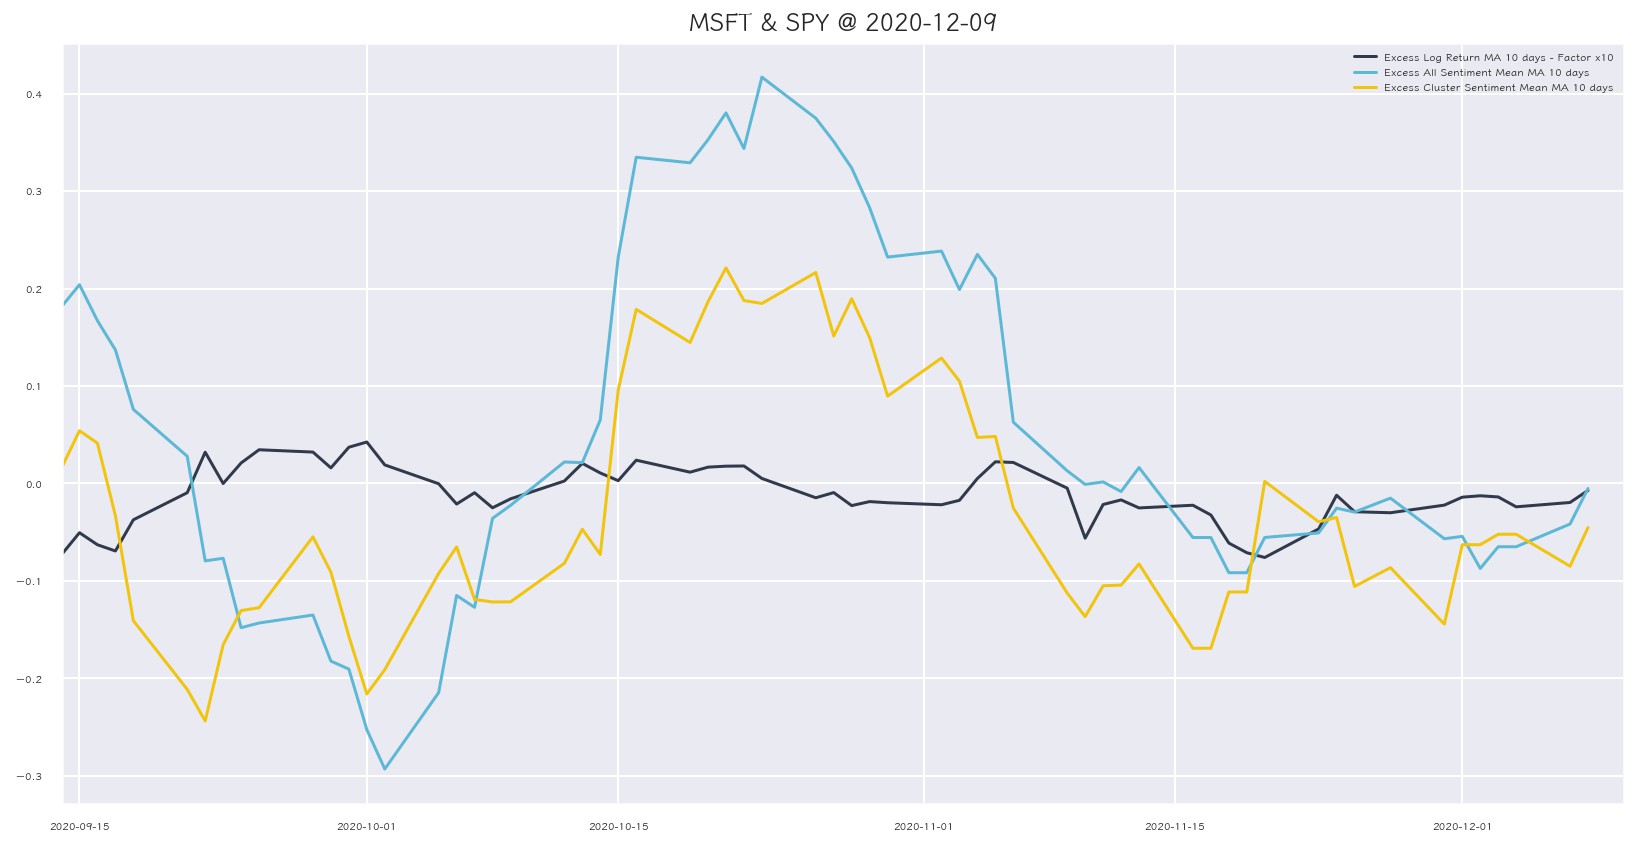 MSFT & SPY @ 2020-12-09
Excess Log Return MA 10 days - Factor x10
Excess All Sentiment Mean MA 10 days
Excess Cluster Sentiment Mean MA 10 days
0.4
0.3
0.2
0.1
0.0
−0.1
−0.2
−0.3
2020-09-15 2020-10-01 2020-10-15 2020-11-01 2020-11-15 2020-12-01